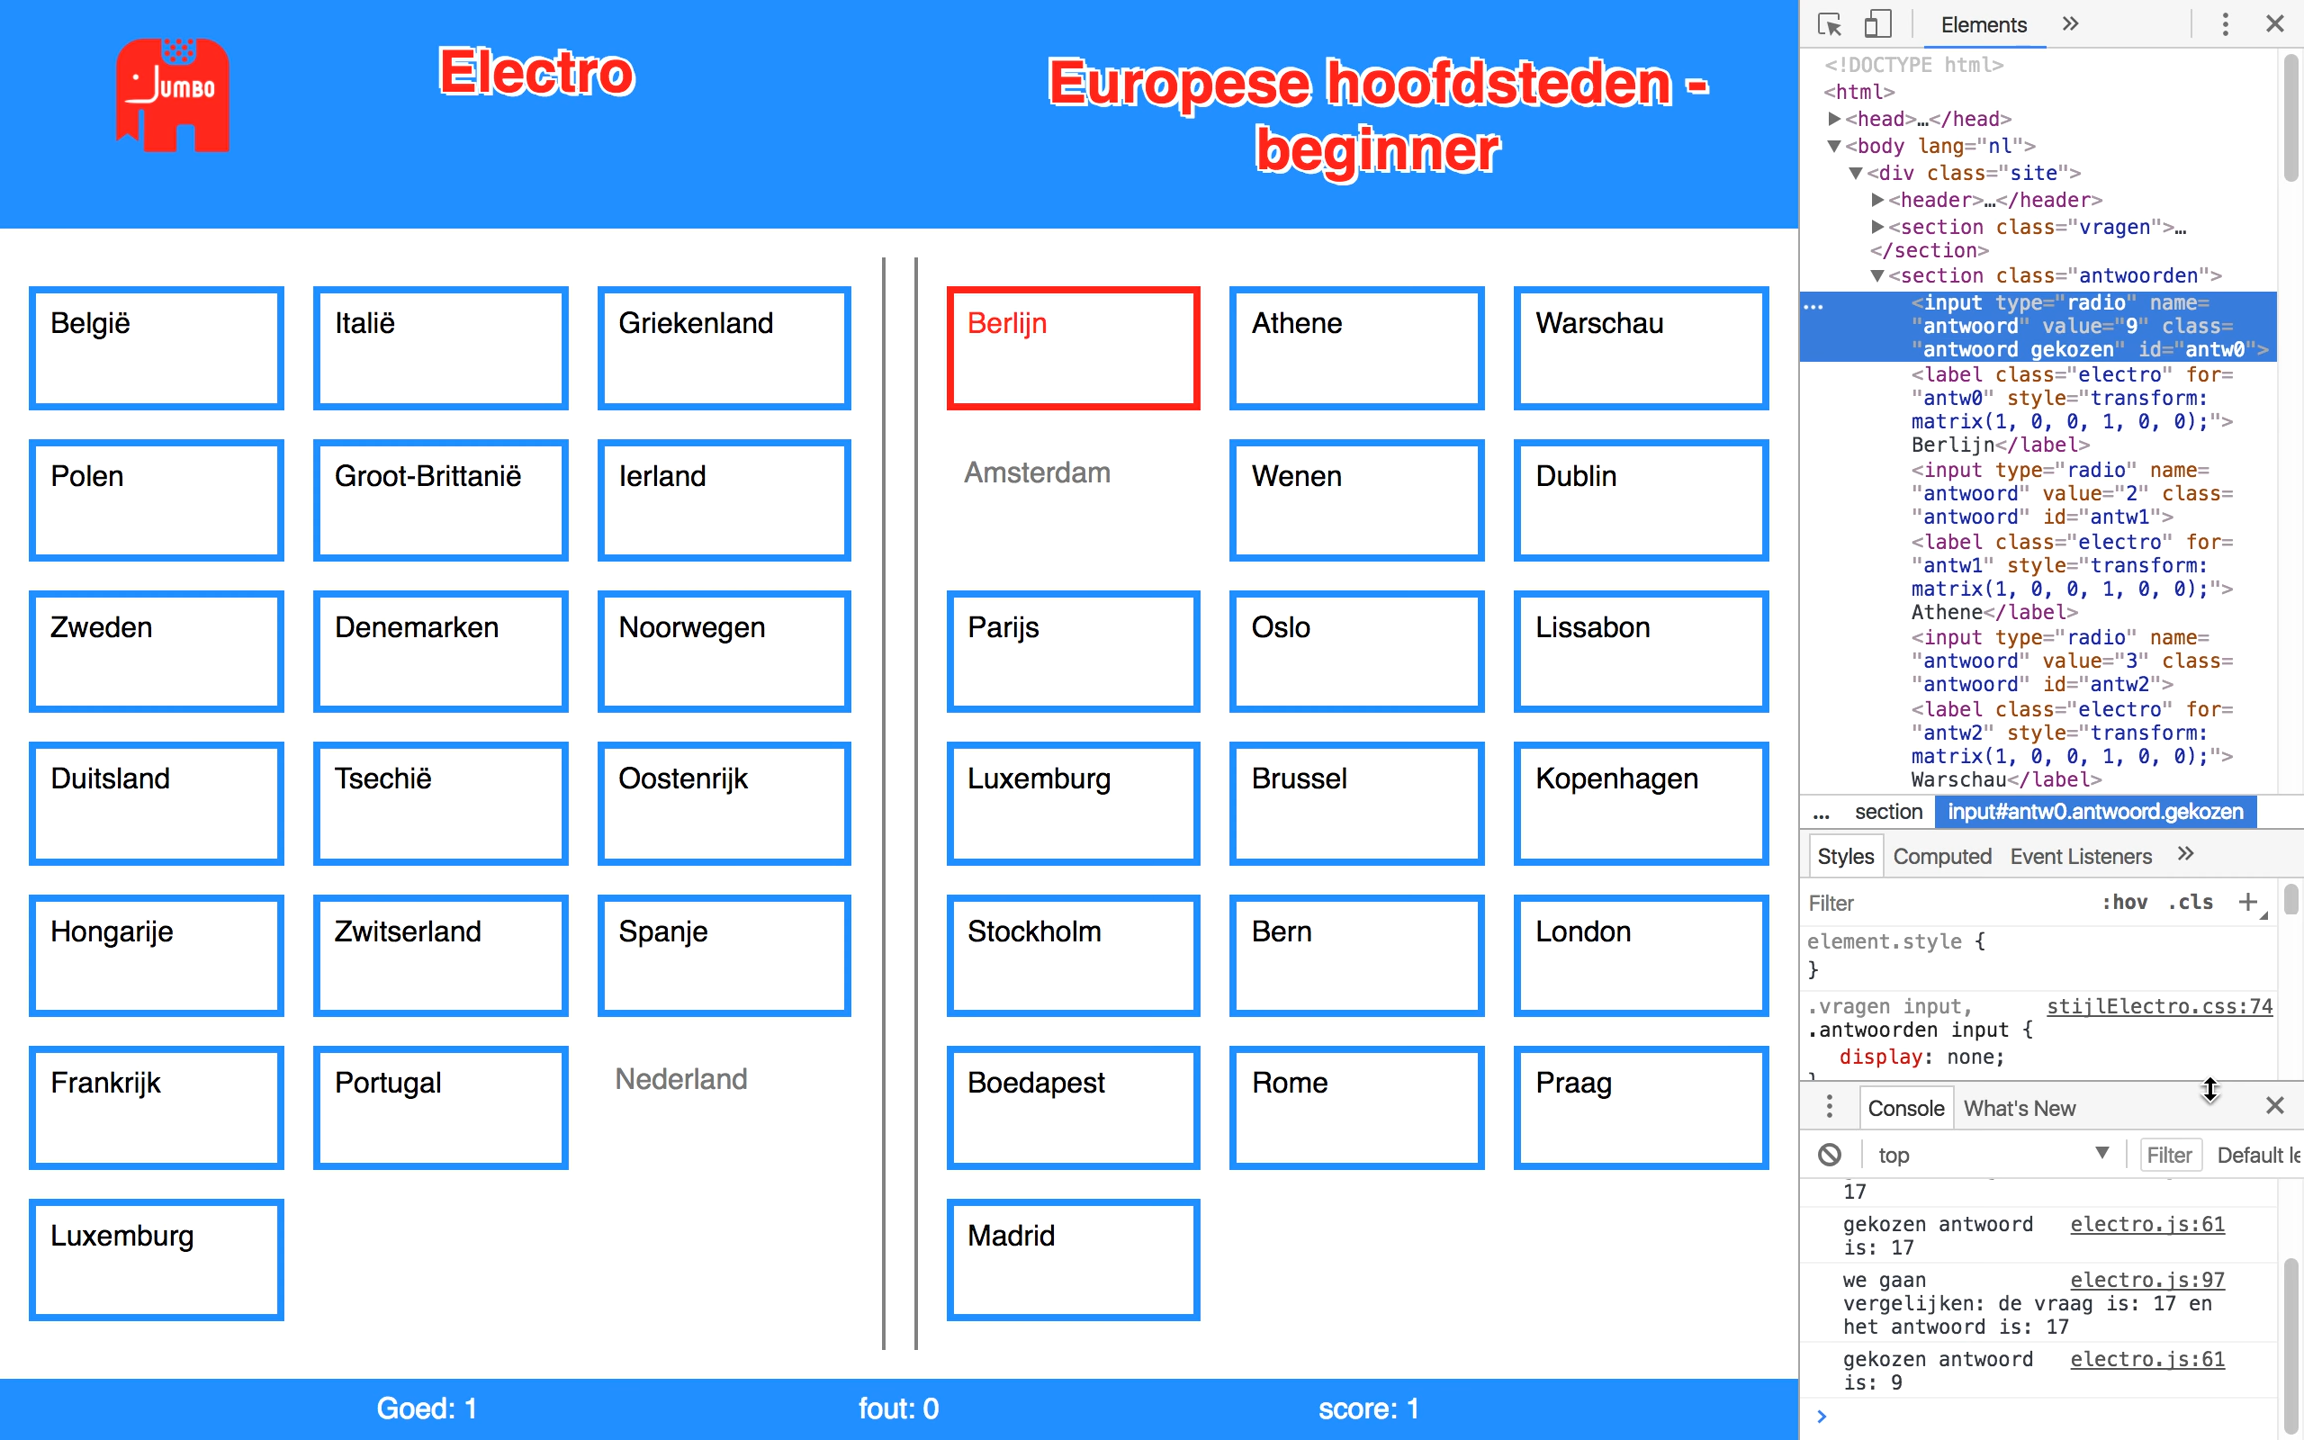 JUMBO
Electro
Europese hoofdsteden -
beginner
België
Italië
Griekenland
Polen
Groot-Brittanië
Ierland
Zweden
Denemarken
Noorwegen
Duitsland
Tsechië
Oostenrijk
Hongarije
Zwitserland
Spanje
Frankrijk
Portugal
Nederland
Luxemburg
Berlijn
Athene
Warschau
Amsterdam
Wenen
Dublin
Parijs
Oslo
Lissabon
Luxemburg
Brussel
Kopenhagen
Stockholm
Bern
London
Boedapest
Rome
Praag
Madrid
Goed: 1
fout: 0
score: 1
Elements »
<!DOCTYPE html>
<html>
▶<head>…</head>
▼<body lang="nl">
▼<div class="site">
▶<header>…</header>
▶<section class="vragen">…
</section>
▼<section class="antwoorden">
… <input type="radio" name=
"antwoord" value="9" class=
"antwoord gekozen" id="antw0">
<label class="electro" for=
"antw0" style="transform:
matrix(1, 0, 0, 1, 0, 0);">
Berlijn</label>
<input type="radio" name=
"antwoord" value="2" class=
"antwoord" id="antw1">
<label class="electro" for=
"antw1" style="transform:
matrix(1, 0, 0, 1, 0, 0);">
Athene</label>
<input type="radio" name=
"antwoord" value="3" class=
"antwoord" id="antw2">
<label class="electro" for=
"antw2" style="transform:
matrix(1, 0, 0, 1, 0, 0);">
Warschau</label>
… section input#antw0.antwoord.gekozen
Styles Computed Event Listeners »
Filter :hov .cls +
element.style {
}
.vragen input, stijlElectro.css:74
.antwoorden input {
display: none;
}
Console What's New
top ▼ Filter Default le
17
gekozen antwoord electro.js:61
is: 17
we gaan electro.js:97
vergelijken: de vraag is: 17 en
het antwoord is: 17
gekozen antwoord electro.js:61
is: 9
>